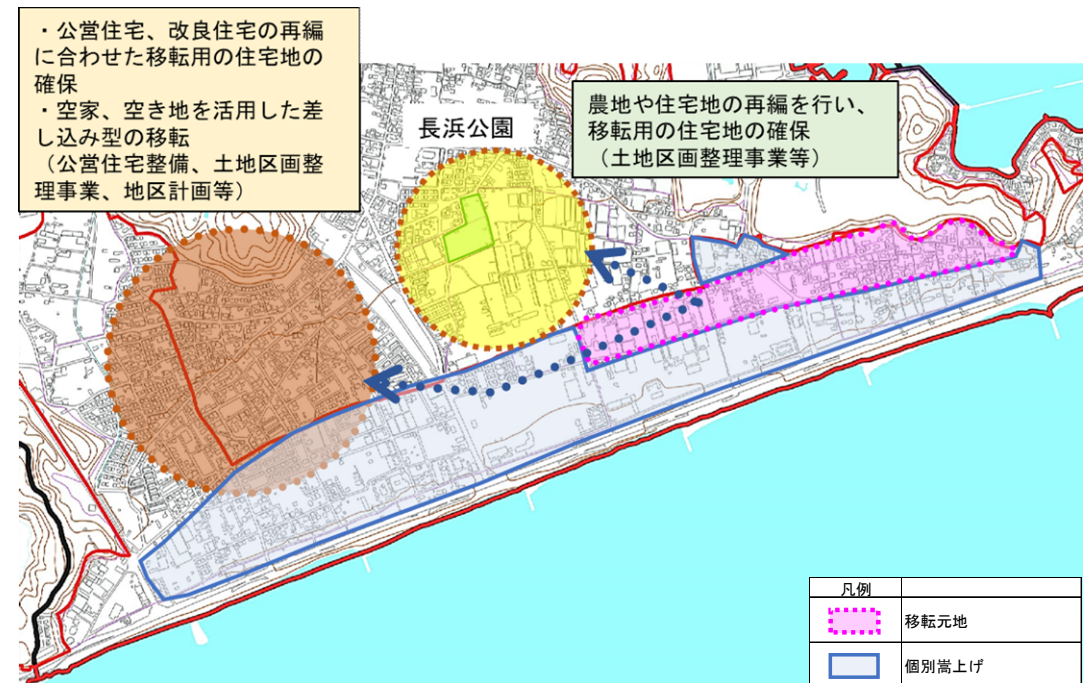 ・公営住宅、改良住宅の再編
に合わせた移転用の住宅地の
確保
・空家、空き地を活用した差
し込み型の移転
（公営住宅整備、土地区画整
理事業、地区計画等）
長浜公園
農地や住宅地の再編を行い、
移転用の住宅地の確保
（土地区画整理事業等）
凡例
移転元地
個別嵩上げ